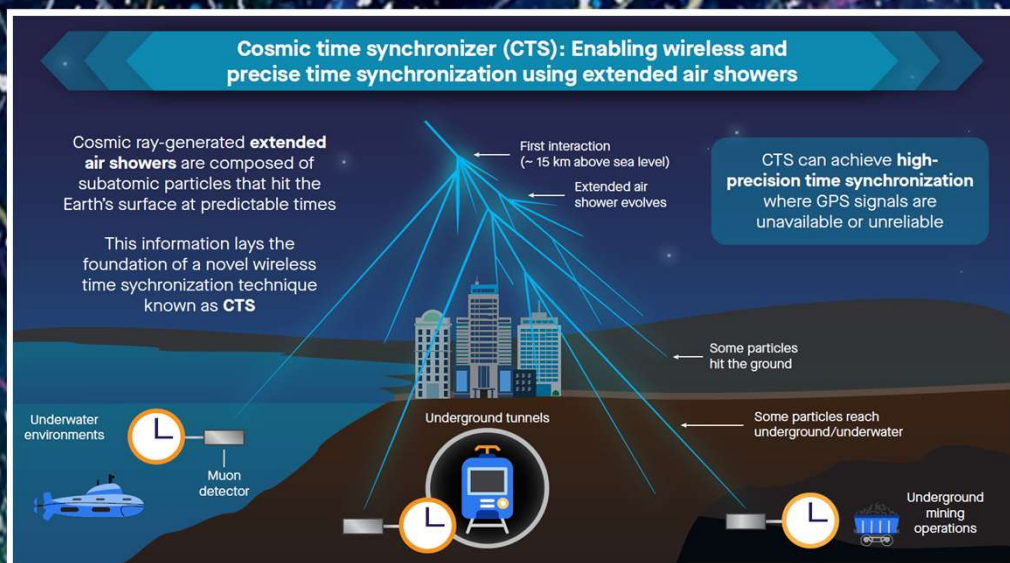 Cosmic time synchronizer (CTS): Enabling wireless and
precise time synchronization using extended air showers
Cosmic ray-generated extended
air showers are composed of
subatomic particles that hit the
Earth's surface at predictable times
This information lays the
foundation of a novel wireless
time sychronization technique
known as CTS
First interaction
(~ 15 km above sea level)
Extended air
shower evolves
CTS can achieve high-
precision time synchronization
where GPS signals are
unavailable or unreliable
Some particles
hit the ground
Some particles reach
underground/underwater
Underwater
environments
Muon
detector
Underground tunnels
Underground
mining
operations